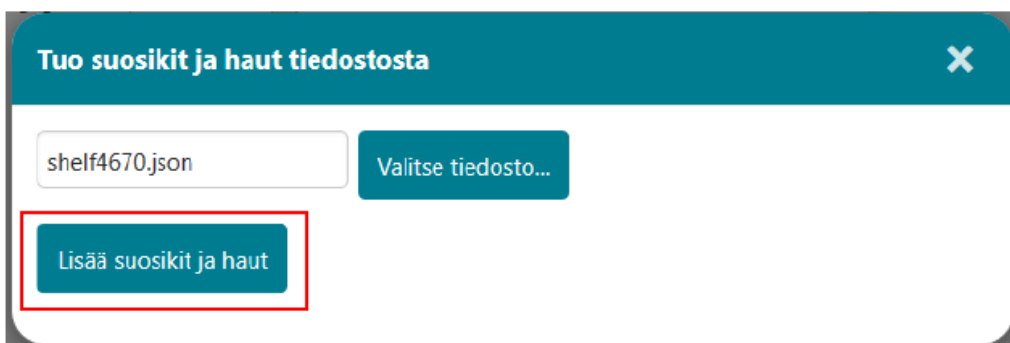 Tuo suosikit ja haut tiedostosta
shelf4670.json
Valitse tiedosto...
Lisää suosikit ja haut